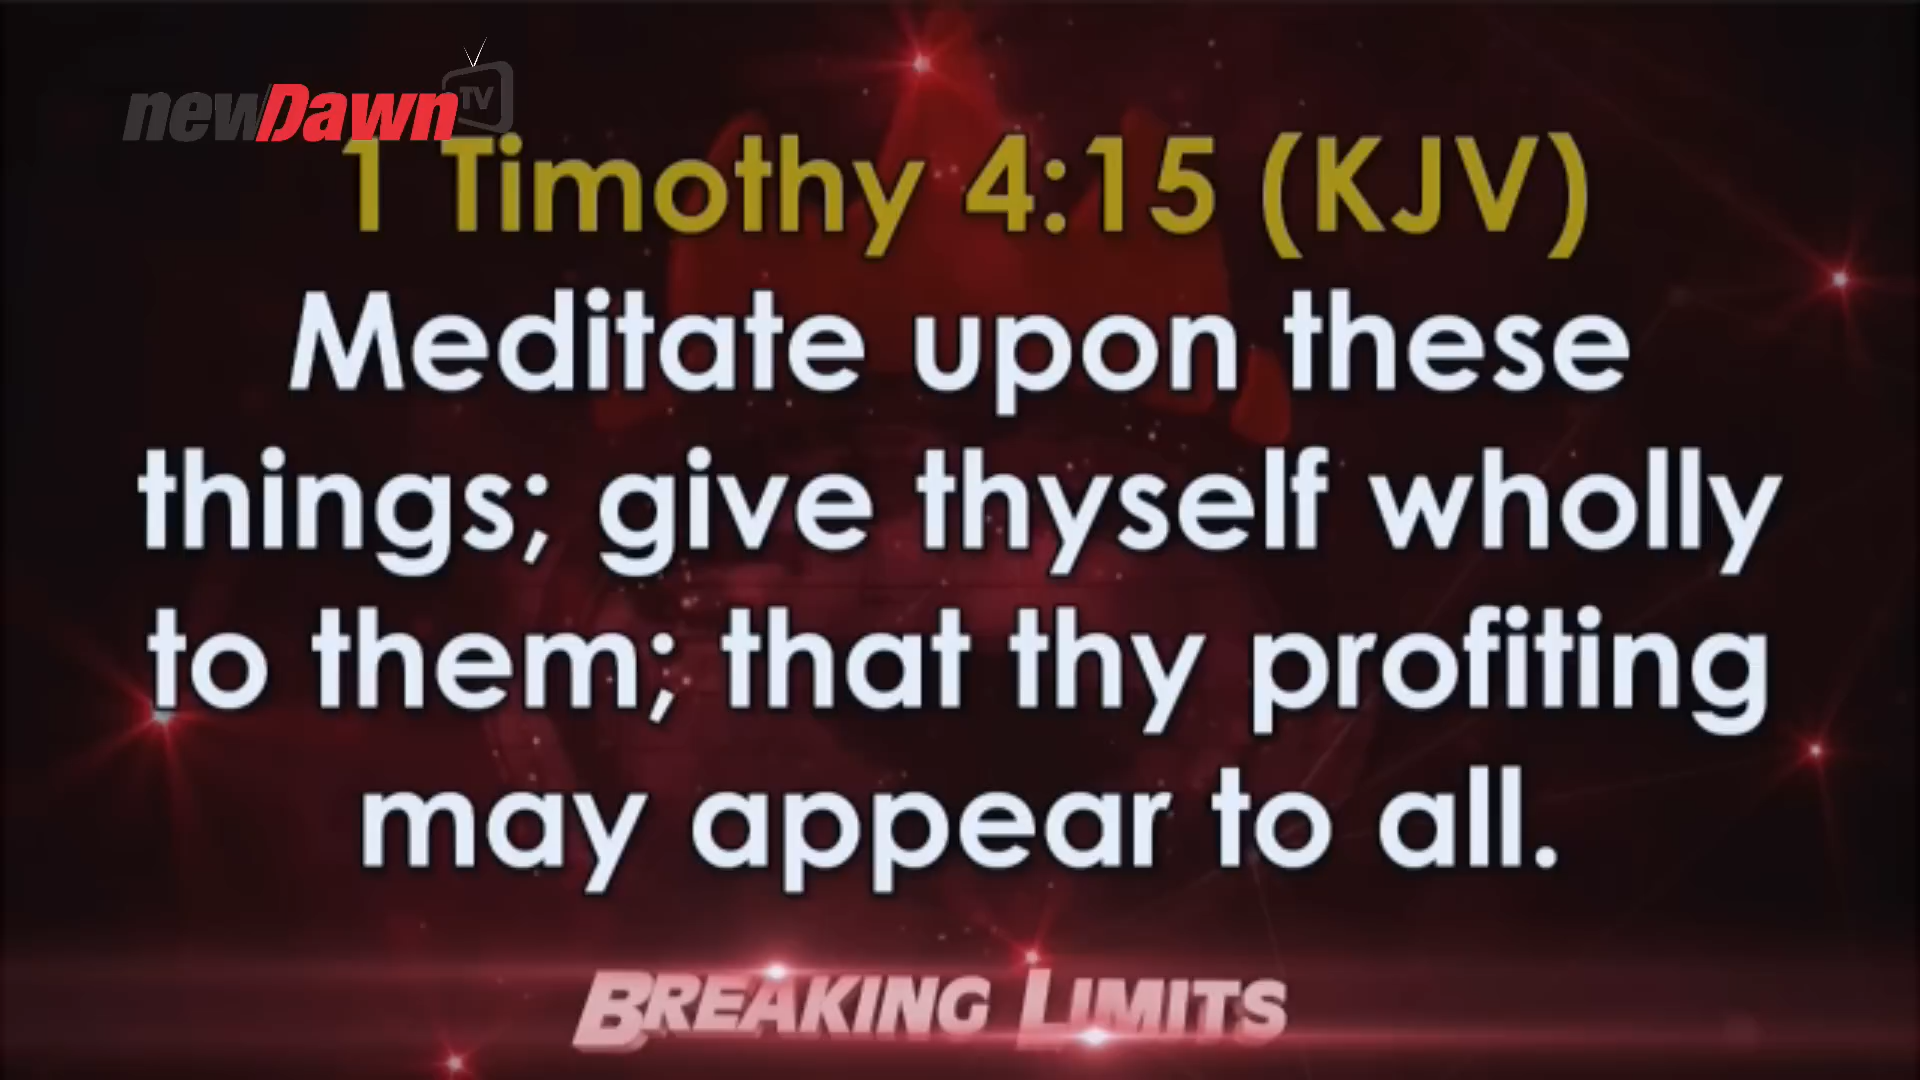 newDawn TV
1 Timothy 4:15 (KJV)
Meditate upon these
things; give thyself wholly
to them; that thy profiting
may appear to all.
BREAKING LIMITS